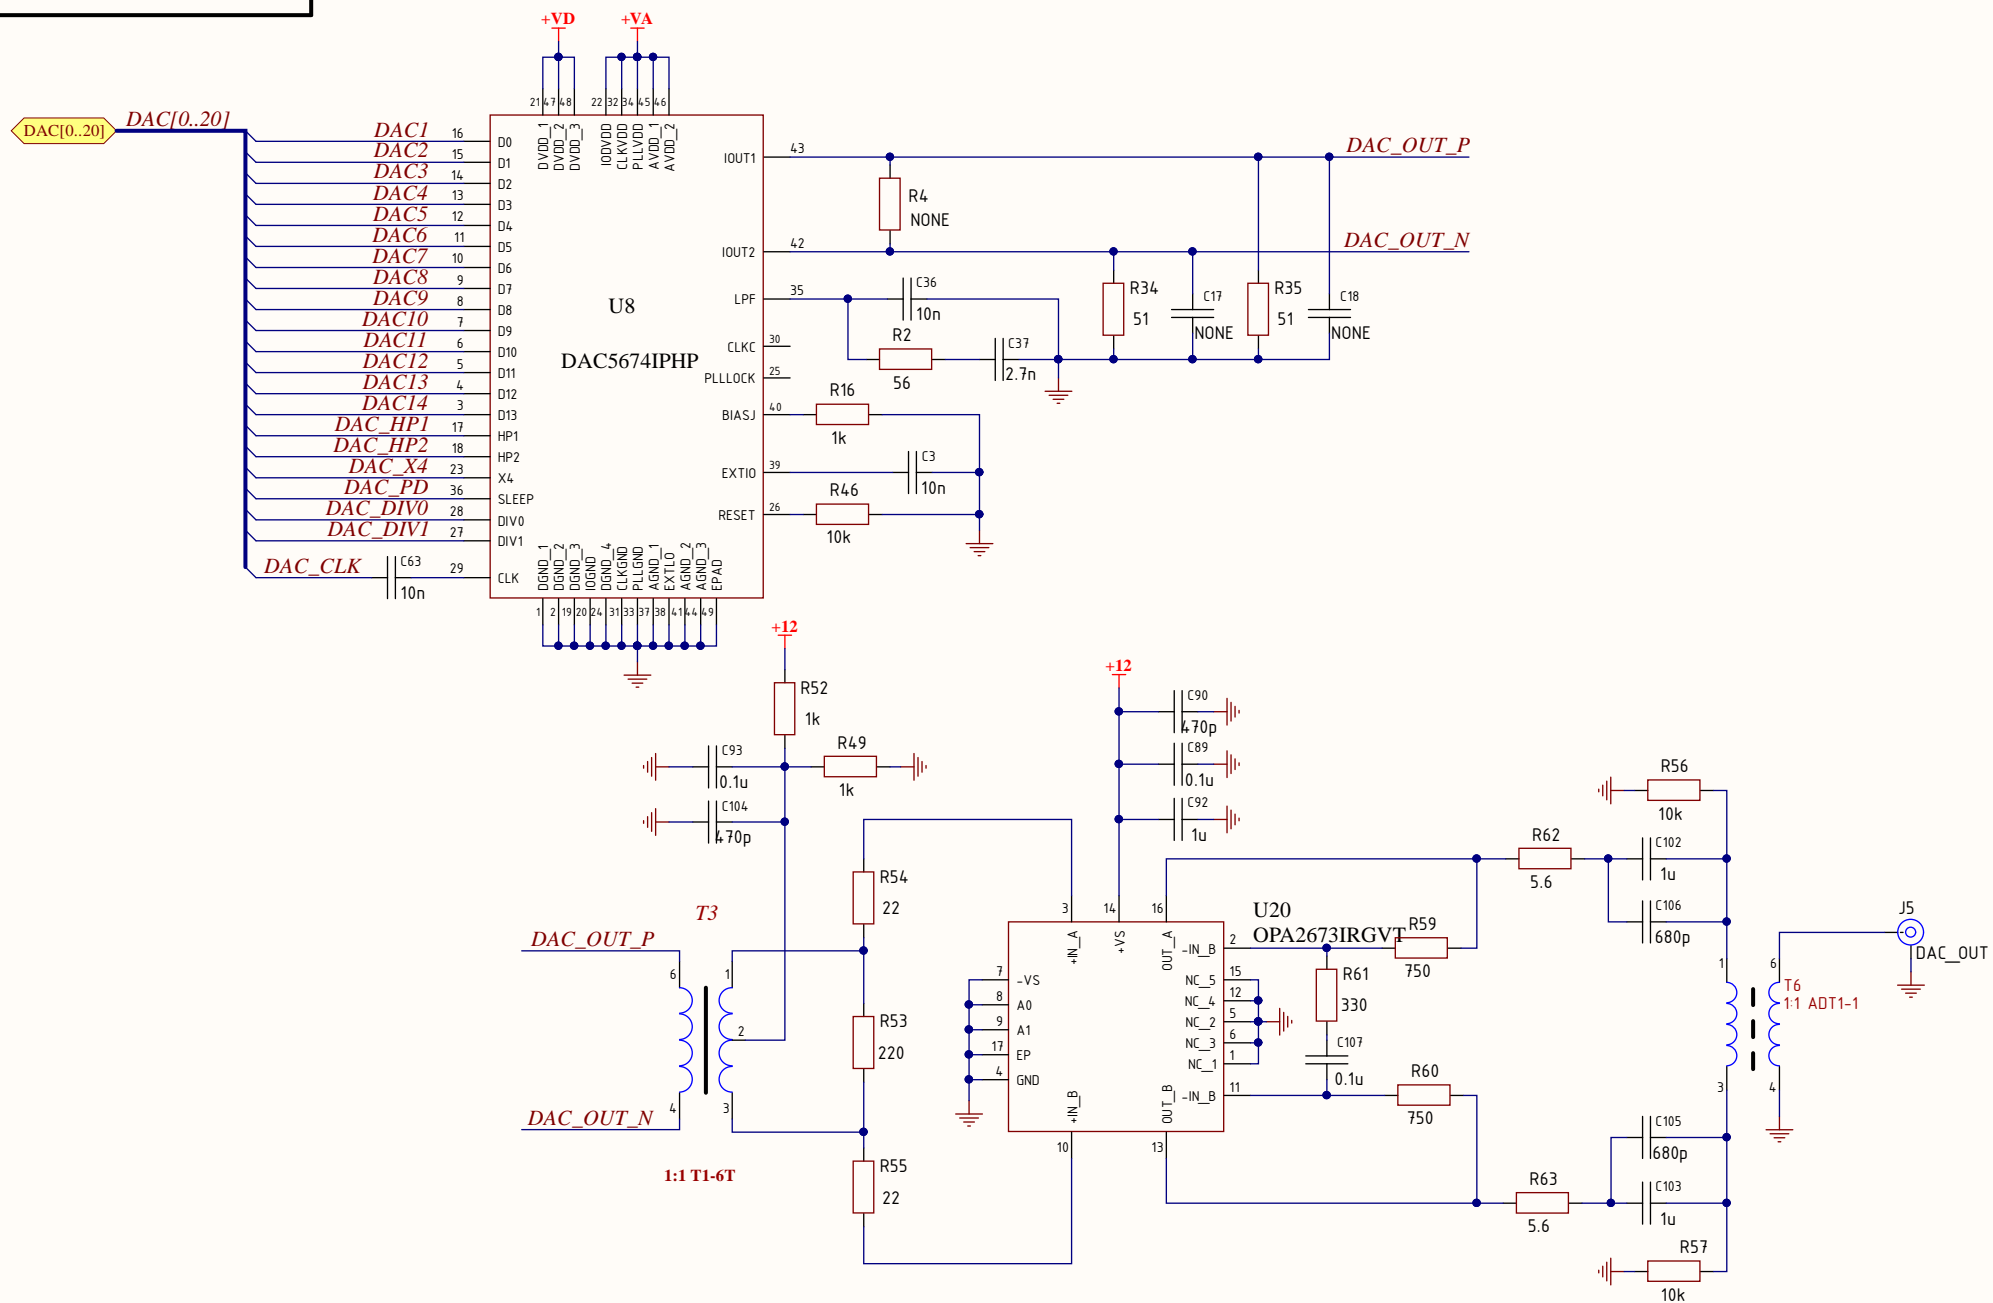 +VD
+VA
21 47 48 22 32 34 45 46
DAC[0..20]
DAC[0..20]
DVDD_1
DVDD_2
DVDD_3
IODVDD
CLKVDD
PLLVDD
AVDD_1
AVDD_2
DAC1 16 D0
DAC2 15 D1
DAC3 14 D2
DAC4 13 D3
DAC5 12 D4
DAC6 11 D5
DAC7 10 D6
DAC8 9 D7
DAC9 8 D8
DAC10 7 D9
DAC11 6 D10
DAC12 5 D11
DAC13 4 D12
DAC14 3 D13
DAC_HP1 17 HP1
DAC_HP2 18 HP2
DAC_X4 23 X4
DAC_PD 36 SLEEP
DAC_DIV0 28 DIV0
DAC_DIV1 27 DIV1
DAC_CLK
C63
10n
29 CLK
U8
DAC5674IPHP
IOUT1 43
IOUT2 42
LPF 35
CLKC 30
PLLLOCK 25
BIASJ 40
EXTIO 39
RESET 26
DGND_1
DGND_2
DGND_3
IOGND
DGND_4
CLKGND
PLLGND
AGND_1
EXTLO
AGND_2
AGND_3
EPAD
1 2 19 20 24 31 33 37 38 41 44 49
DAC_OUT_P
R4
NONE
DAC_OUT_N
C36
10n
R2
56
C37
2.7n
R34
51
C17
NONE
R35
51
C18
NONE
R16
1k
C3
10n
R46
10k
+12
R52
1k
C93
0.1u
R49
1k
C104
470p
+12
C90
470p
C89
0.1u
C92
1u
R54
22
R53
220
R55
22
T3
DAC_OUT_P
6
1
2
DAC_OUT_N
4
3
1:1 T1-6T
3
14
16
+IN_A
+VS
OUT_A
U20
OPA2673IRGVT
7 -VS
8 A0
9 A1
17 EP
4 GND
-IN_B 2
NC_5 15
NC_4 12
NC_2 5
NC_3 6
NC_1 1
-IN_B 11
+IN_B
OUT_B
10
13
R59
750
R61
330
C107
0.1u
R60
750
R62
5.6
R56
10k
C102
1u
C106
680p
1
3
6
4
T6
1:1 ADT1-1
J5
DAC_OUT
C105
680p
R63
5.6
C103
1u
R57
10k